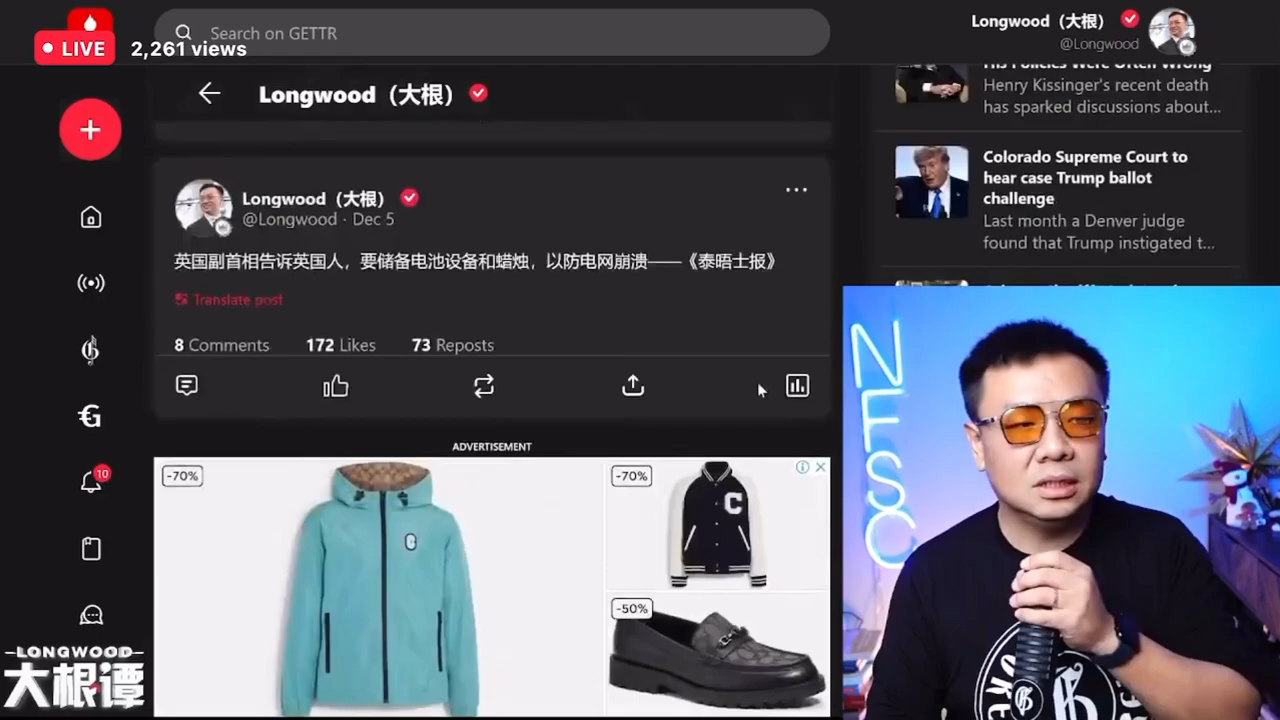 LIVE
2,261 views
Search on GETTR
Longwood（大根）
@Longwood
Longwood（大根）
His Policies Were Often Wrong
Henry Kissinger's recent death
has sparked discussions about...
Colorado Supreme Court to
hear case Trump ballot
challenge
Last month a Denver judge
found that Trump instigated t...
Longwood（大根）
@Longwood · Dec 5
英国副首相告诉英国人，要储备电池设备和蜡烛，以防电网崩溃——《泰晤士报》
Translate post
8 Comments 172 Likes 73 Reposts
ADVERTISEMENT
-70%
-70%
C
-50%
10
NFSC
LONGWOOD
大根谭